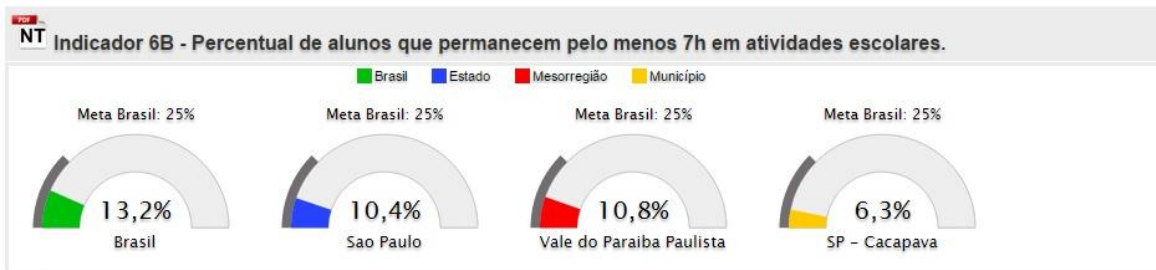 PDF
NT Indicador 6B - Percentual de alunos que permanecem pelo menos 7h em atividades escolares.
Brasil Estado Mesorregião Município
Meta Brasil: 25% Meta Brasil: 25% Meta Brasil: 25% Meta Brasil: 25%
13,2% 10,4% 10,8% 6,3%
Brasil Sao Paulo Vale do Paraiba Paulista SP - Cacapava